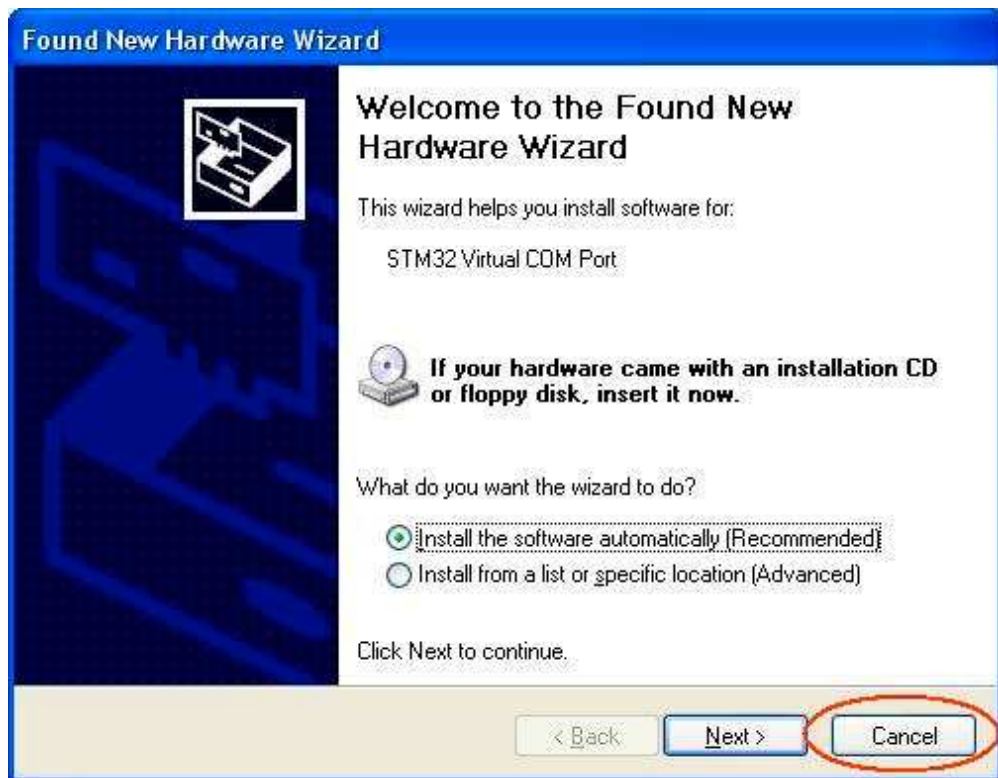 Found New Hardware Wizard
Welcome to the Found New
Hardware Wizard
This wizard helps you install software for:
STM32 Virtual COM Port
If your hardware came with an installation CD
or floppy disk, insert it now.
What do you want the wizard to do?
Install the software automatically (Recommended)
Install from a list or specific location (Advanced)
Click Next to continue.
< Back Next > Cancel